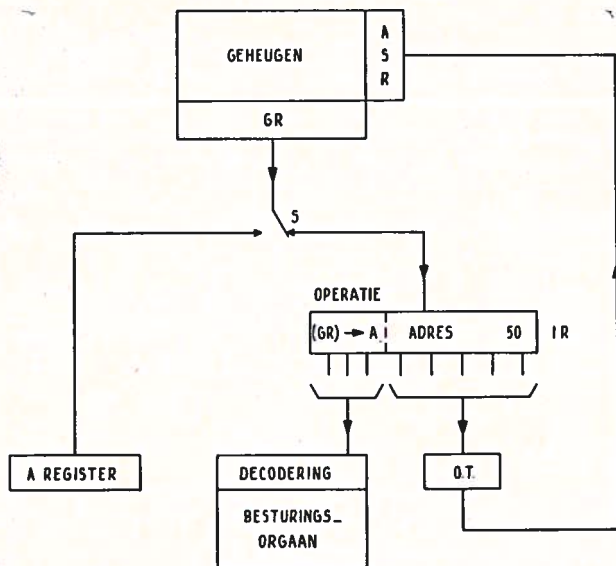 GEHEUGEN
A
S
R
GR
S
OPERATIE
(GR) → A
ADRES 50
IR
A REGISTER
DECODERING
O.T.
BESTURINGS_
ORGAAN